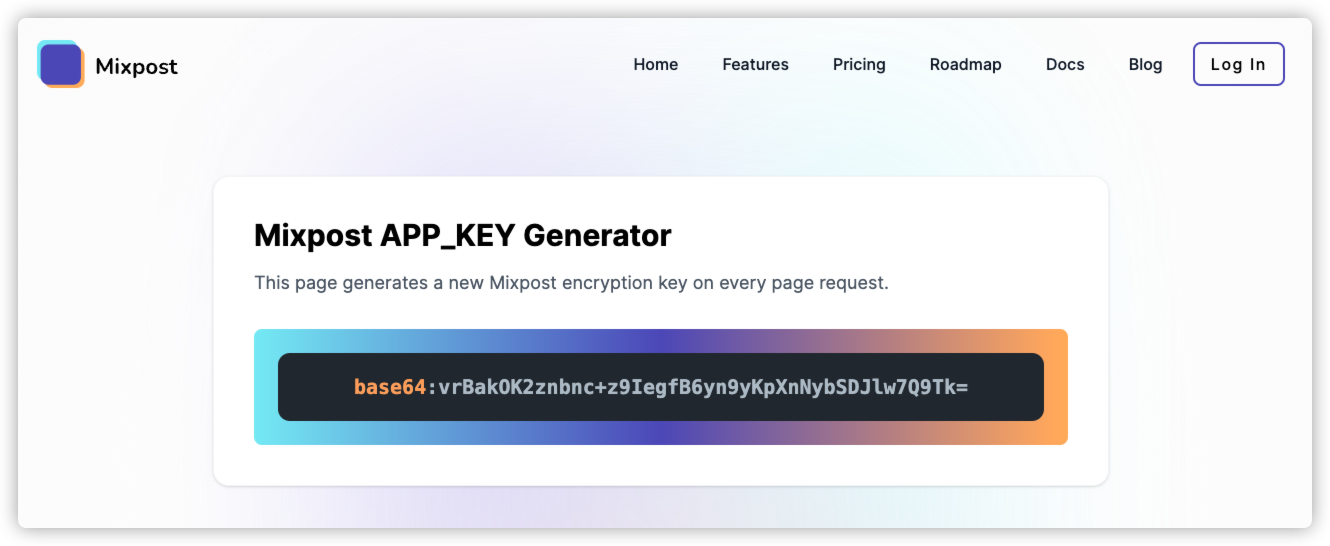 Mixpost
Home Features Pricing Roadmap Docs Blog Log In
Mixpost APP_KEY Generator
This page generates a new Mixpost encryption key on every page request.
base64:vrBakOK2znbnc+z9IegfB6yn9yKpXnNybSDJlw7Q9Tk=